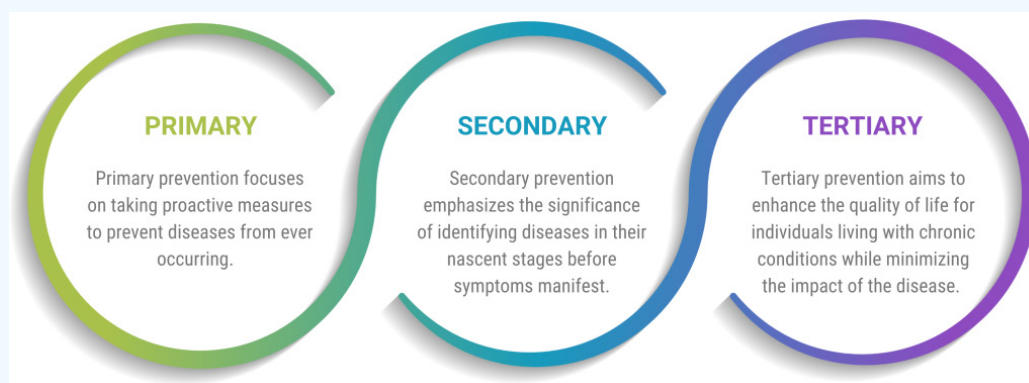 PRIMARY
Primary prevention focuses
on taking proactive measures
to prevent diseases from ever
occurring.
SECONDARY
Secondary prevention
emphasizes the significance
of identifying diseases in their
nascent stages before
symptoms manifest.
TERTIARY
Tertiary prevention aims to
enhance the quality of life for
individuals living with chronic
conditions while minimizing
the impact of the disease.